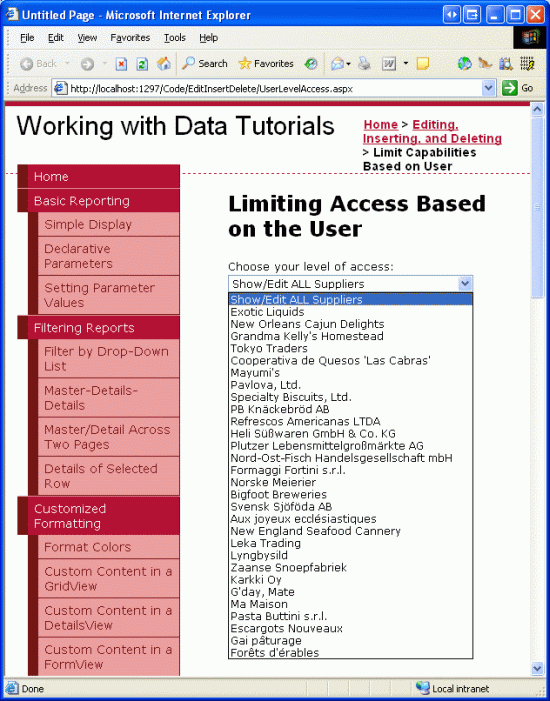 Untitled Page - Microsoft Internet Explorer
File Edit View Favorites Tools Help
Back Search Favorites
Address http://localhost:1297/Code/EditInsertDelete/UserLevelAccess.aspx Go
Working with Data Tutorials
Home > Editing,
Inserting, and Deleting
> Limit Capabilities
Based on User
Home
Basic Reporting
Simple Display
Declarative
Parameters
Setting Parameter
Values
Filtering Reports
Filter by Drop-Down
List
Master-Details-
Details
Master/Detail Across
Two Pages
Details of Selected
Row
Customized
Formatting
Format Colors
Custom Content in a
GridView
Custom Content in a
DetailsView
Custom Content in a
FormView
Limiting Access Based
on the User
Choose your level of access:
Show/Edit ALL Suppliers
Show/Edit ALL Suppliers
Exotic Liquids
New Orleans Cajun Delights
Grandma Kelly's Homestead
Tokyo Traders
Cooperativa de Quesos 'Las Cabras'
Mayumi's
Pavlova, Ltd.
Specialty Biscuits, Ltd.
PB Knäckebröd AB
Refrescos Americanas LTDA
Heli Süßwaren GmbH & Co. KG
Plutzer Lebensmittelgroßmärkte AG
Nord-Ost-Fisch Handelsgesellschaft mbH
Formaggi Fortini s.r.l.
Norske Meierier
Bigfoot Breweries
Svensk Sjöföda AB
Aux joyeux ecclésiastiques
New England Seafood Cannery
Leka Trading
Lyngbysild
Zaanse Snoepfabriek
Karkki Oy
G'day, Mate
Ma Maison
Pasta Buttini s.r.l.
Escargots Nouveaux
Gai pâturage
Forêts d'érables
Done Local intranet